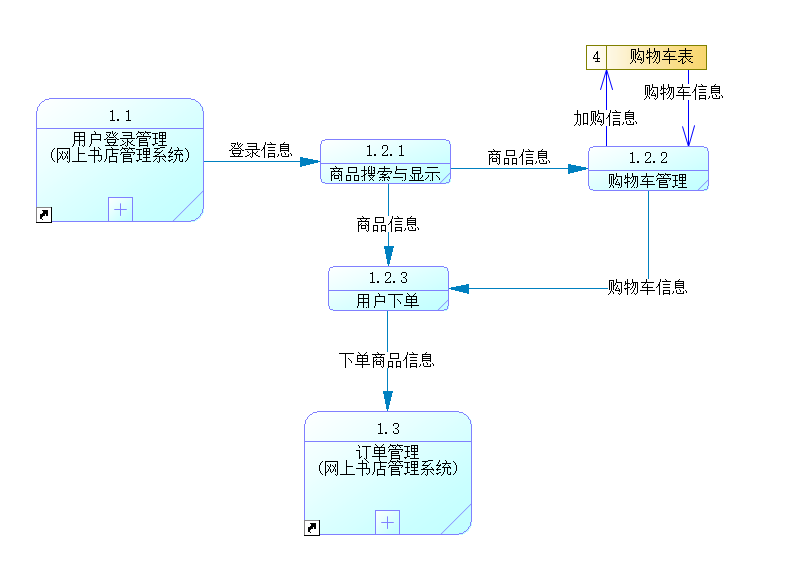 4 购物车表
购物车信息
加购信息
1.1
用户登录管理
(网上书店管理系统)
登录信息
1.2.1
商品搜索与显示
商品信息
1.2.2
购物车管理
商品信息
1.2.3
用户下单
购物车信息
下单商品信息
1.3
订单管理
(网上书店管理系统)